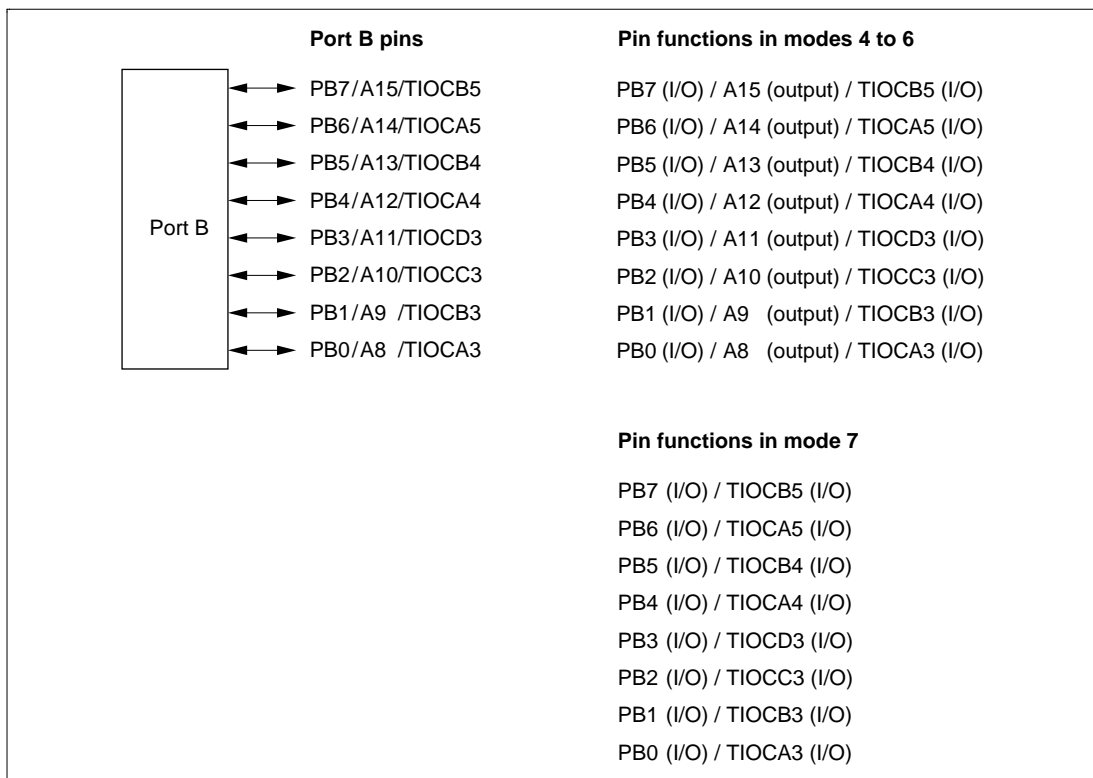 Port B pins
Pin functions in modes 4 to 6
Port B
PB7/A15/TIOCB5
PB7 (I/O) / A15 (output) / TIOCB5 (I/O)
PB6/A14/TIOCA5
PB6 (I/O) / A14 (output) / TIOCA5 (I/O)
PB5/A13/TIOCB4
PB5 (I/O) / A13 (output) / TIOCB4 (I/O)
PB4/A12/TIOCA4
PB4 (I/O) / A12 (output) / TIOCA4 (I/O)
PB3/A11/TIOCD3
PB3 (I/O) / A11 (output) / TIOCD3 (I/O)
PB2/A10/TIOCC3
PB2 (I/O) / A10 (output) / TIOCC3 (I/O)
PB1/A9 /TIOCB3
PB1 (I/O) / A9 (output) / TIOCB3 (I/O)
PB0/A8 /TIOCA3
PB0 (I/O) / A8 (output) / TIOCA3 (I/O)
Pin functions in mode 7
PB7 (I/O) / TIOCB5 (I/O)
PB6 (I/O) / TIOCA5 (I/O)
PB5 (I/O) / TIOCB4 (I/O)
PB4 (I/O) / TIOCA4 (I/O)
PB3 (I/O) / TIOCD3 (I/O)
PB2 (I/O) / TIOCC3 (I/O)
PB1 (I/O) / TIOCB3 (I/O)
PB0 (I/O) / TIOCA3 (I/O)